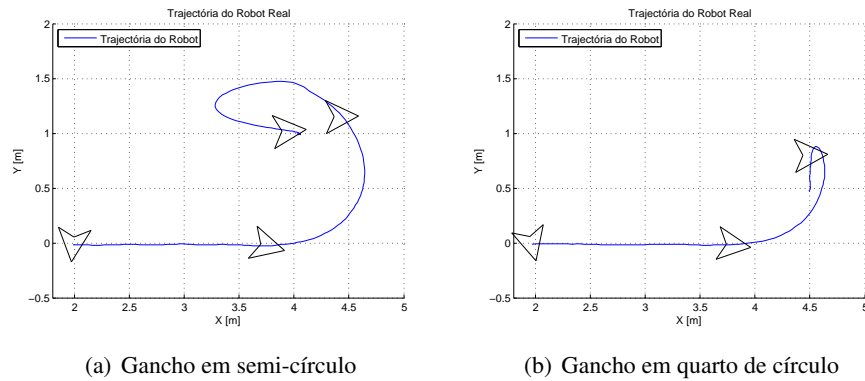 Trajectória do Robot Real
Trajectória do Robot
Y [m]
2
1.5
1
0.5
0
−0.5
2
2.5
3
3.5
4
4.5
5
X [m]
(a) Gancho em semi-círculo
Trajectória do Robot Real
Trajectória do Robot
Y [m]
2
1.5
1
0.5
0
−0.5
2
2.5
3
3.5
4
4.5
5
X [m]
(b) Gancho em quarto de círculo